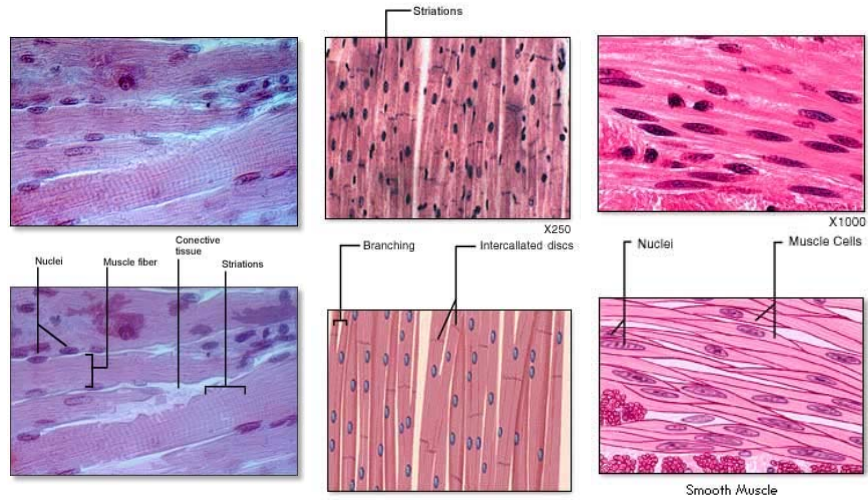 Striations
X250
X1000
Branching
Intercallated discs
Nuclei
Muscle Cells
Nuclei
Muscle fiber
Conective
tissue
Striations
Smooth Muscle